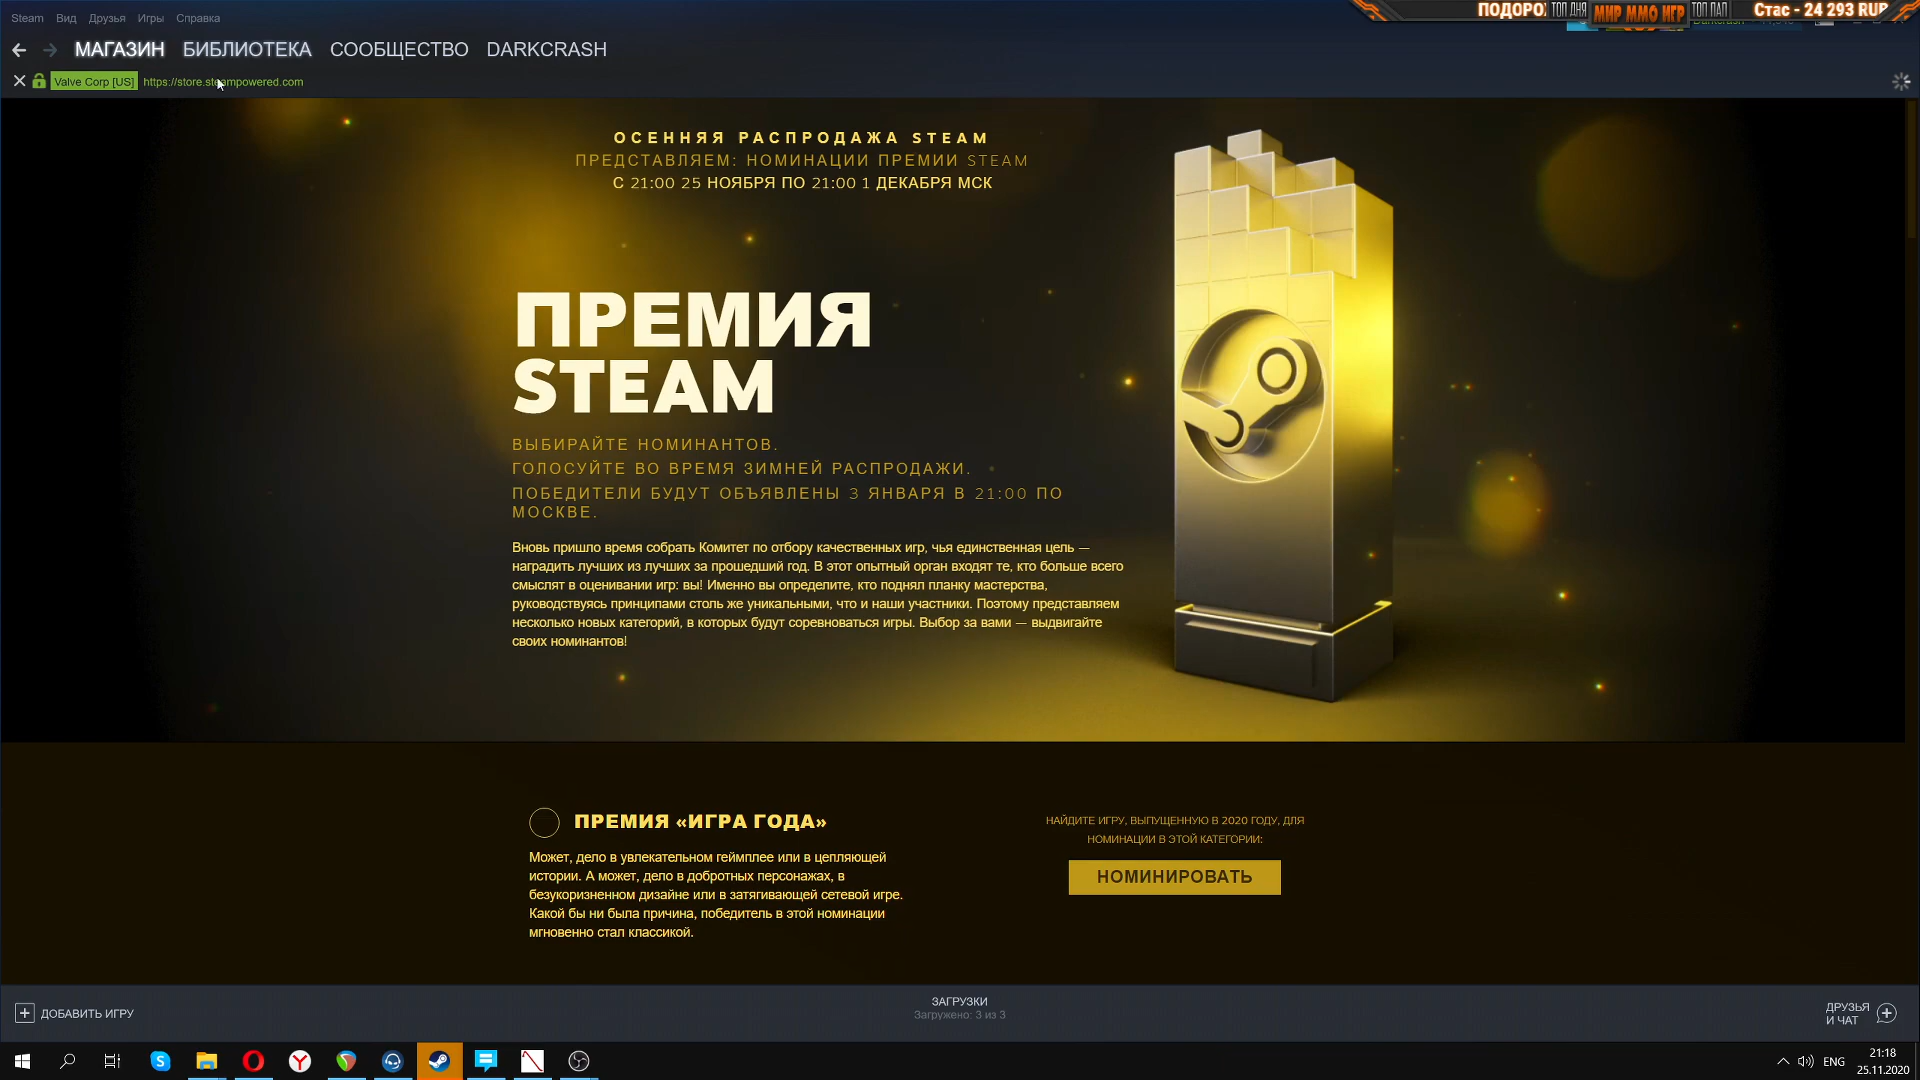 Steam Вид Друзья Игры Справка
ПОДОРО
ТОП ДНЯ
МИР ММО ИГР
ТОП ПАП
Стас - 24 293 RUB
МАГАЗИН БИБЛИОТЕКА СООБЩЕСТВО DARKCRASH
Valve Corp [US] https://store.steampowered.com
ОСЕННЯЯ РАСПРОДАЖА STEAM
ПРЕДСТАВЛЯЕМ: НОМИНАЦИИ ПРЕМИИ STEAM
С 21:00 25 НОЯБРЯ ПО 21:00 1 ДЕКАБРЯ МСК
ПРЕМИЯ
STEAM
ВЫБИРАЙТЕ НОМИНАНТОВ.
ГОЛОСУЙТЕ ВО ВРЕМЯ ЗИМНЕЙ РАСПРОДАЖИ.
ПОБЕДИТЕЛИ БУДУТ ОБЪЯВЛЕНЫ 3 ЯНВАРЯ В 21:00 ПО
МОСКВЕ.
Вновь пришло время собрать Комитет по отбору качественных игр, чья единственная цель —
наградить лучших из лучших за прошедший год. В этот опытный орган входят те, кто больше всего
смыслят в оценивании игр: вы! Именно вы определите, кто поднял планку мастерства,
руководствуясь принципами столь же уникальными, что и наши участники. Поэтому представляем
несколько новых категорий, в которых будут соревноваться игры. Выбор за вами — выдвигайте
своих номинантов!
ПРЕМИЯ «ИГРА ГОДА»
Может, дело в увлекательном геймплее или в цепляющей
истории. А может, дело в добротных персонажах, в
безукоризненном дизайне или в затягивающей сетевой игре.
Какой бы ни была причина, победитель в этой номинации
мгновенно стал классикой.
НАЙДИТЕ ИГРУ, ВЫПУЩЕННУЮ В 2020 ГОДУ, ДЛЯ
НОМИНАЦИИ В ЭТОЙ КАТЕГОРИИ:
НОМИНИРОВАТЬ
ДОБАВИТЬ ИГРУ
ЗАГРУЗКИ
Загружено: 3 из 3
ДРУЗЬЯ
И ЧАТ
ENG
21:18
25.11.2020